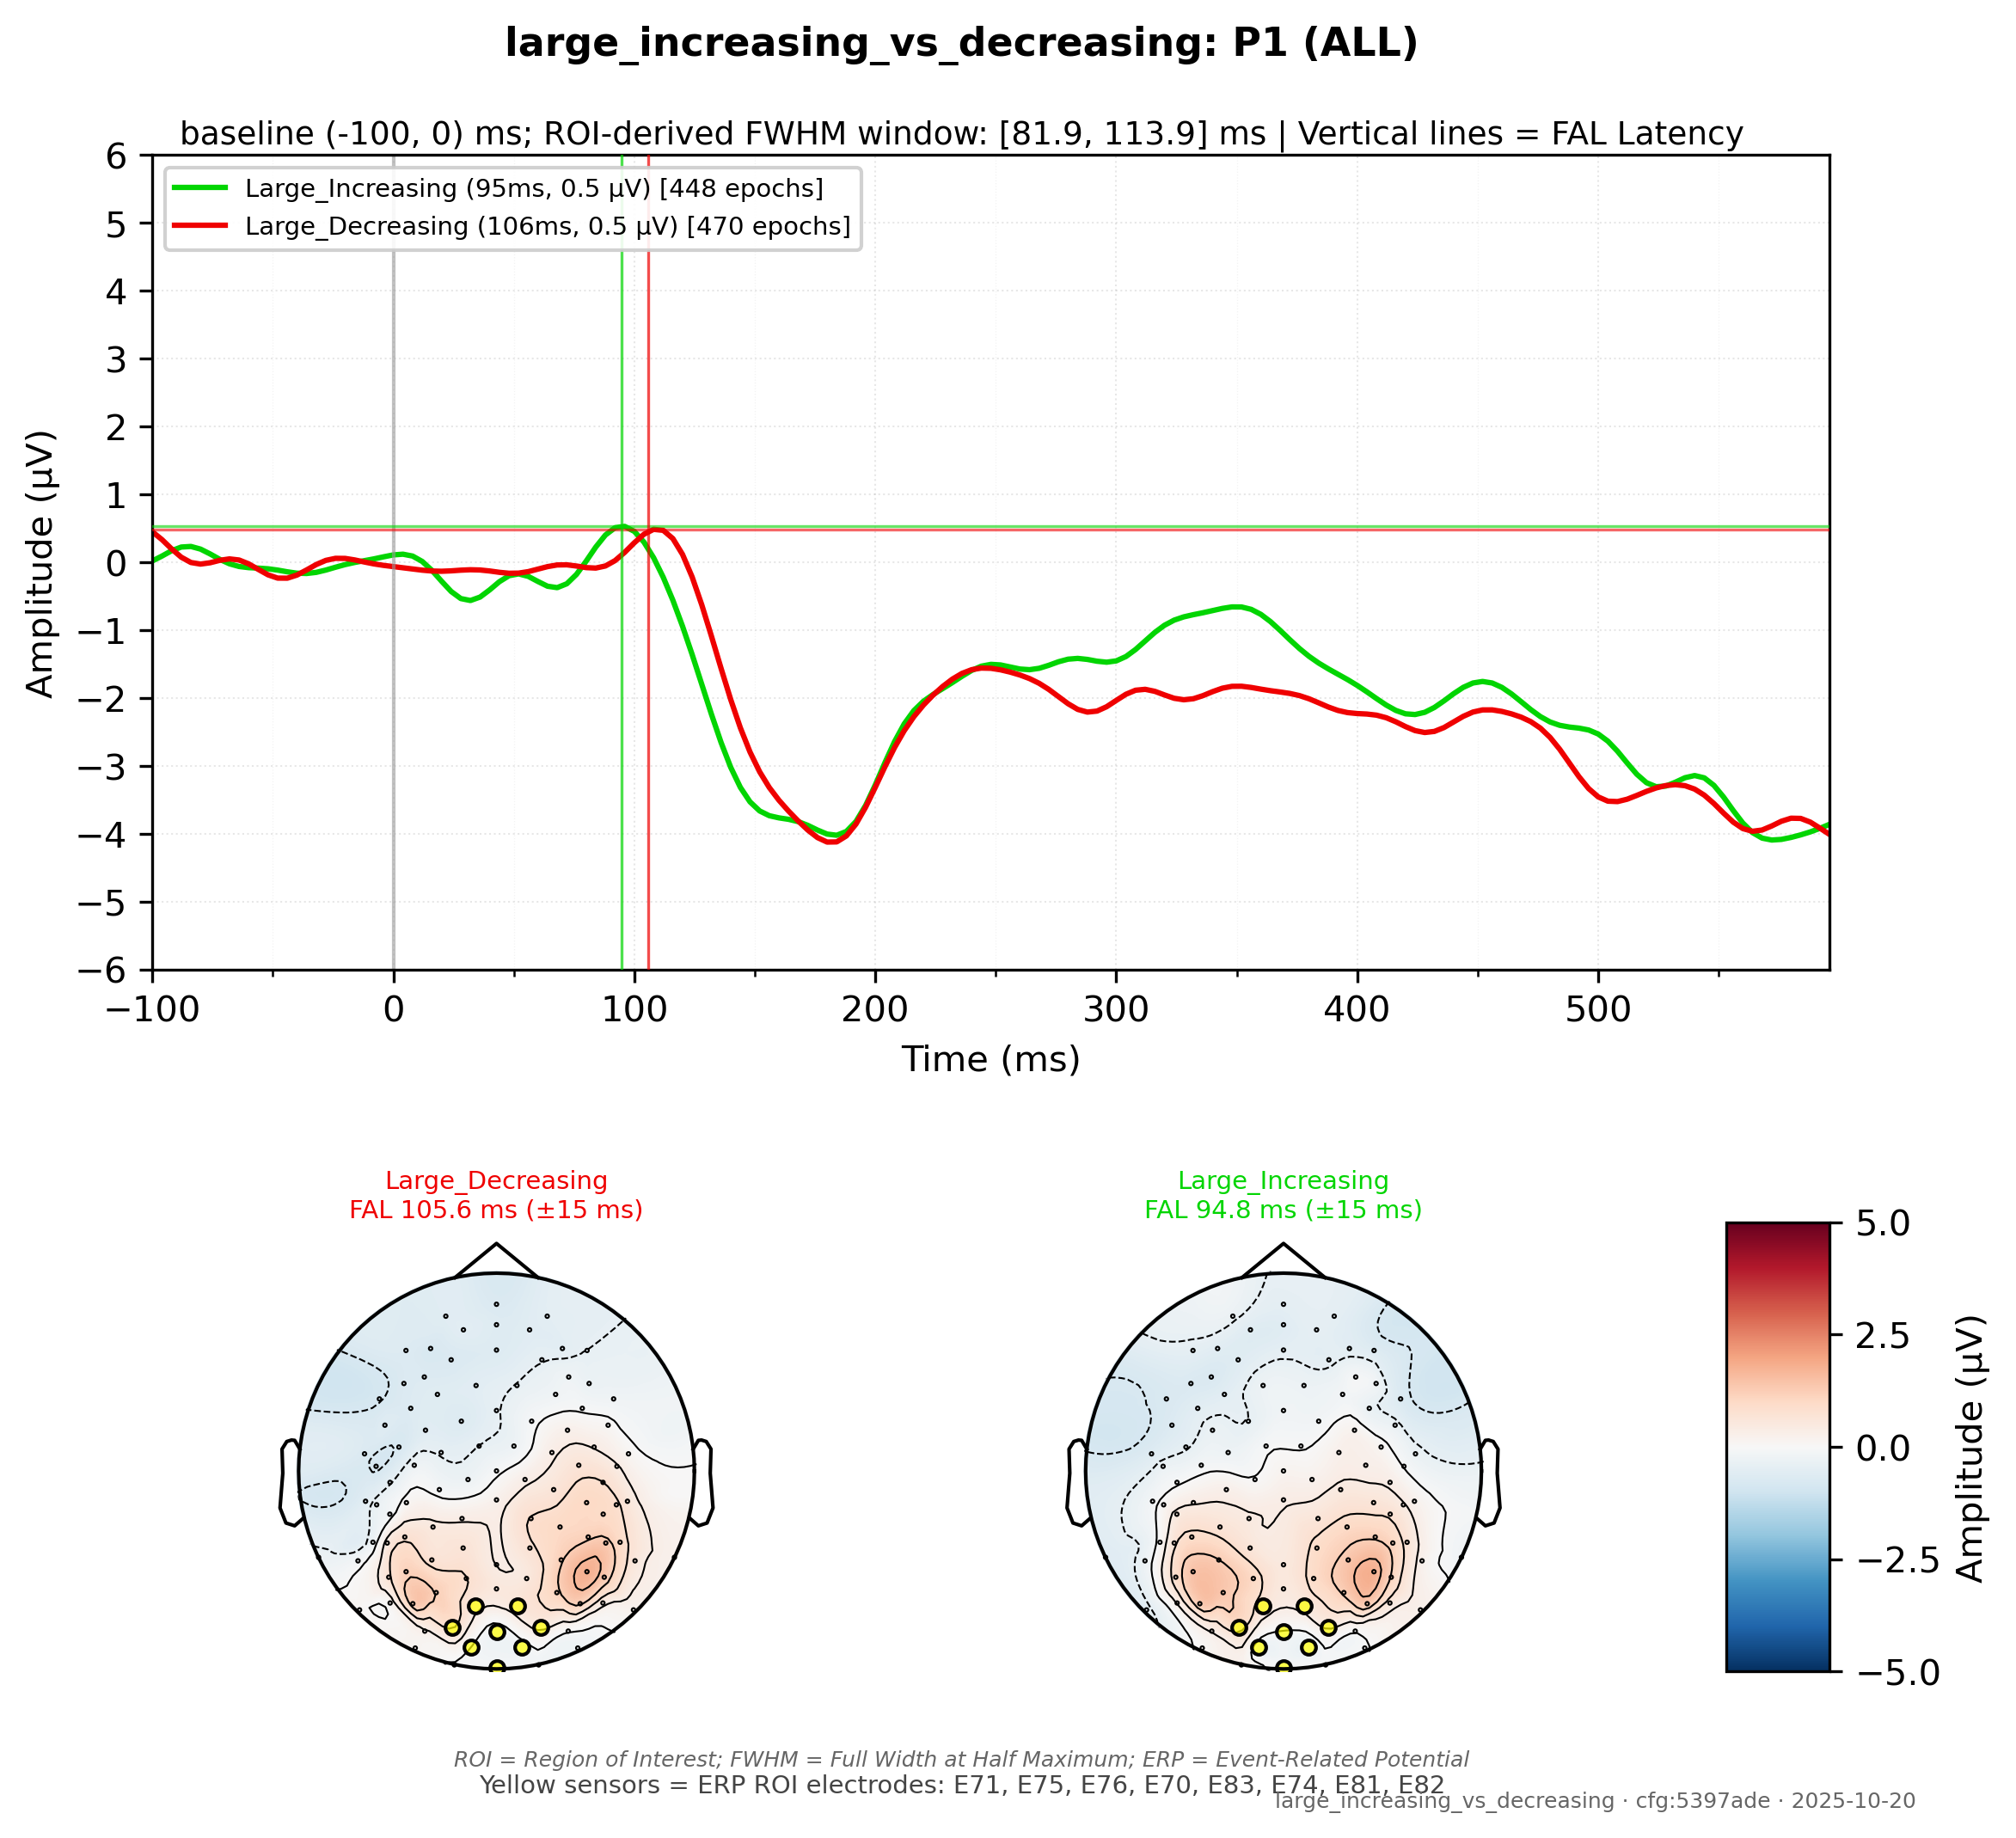 large_increasing_vs_decreasing: P1 (ALL)
baseline (-100, 0) ms; ROI-derived FWHM window: [81.9, 113.9] ms | Vertical lines = FAL Latency
Large_Increasing (95ms, 0.5 µV) [448 epochs]
Large_Decreasing (106ms, 0.5 µV) [470 epochs]
6
5
4
3
2
1
0
−1
−2
−3
−4
−5
−6
Amplitude (µV)
−100
0
100
200
300
400
500
Time (ms)
Large_Decreasing
FAL 105.6 ms (±15 ms)
Large_Increasing
FAL 94.8 ms (±15 ms)
5.0
2.5
0.0
−2.5
−5.0
Amplitude (µV)
ROI = Region of Interest; FWHM = Full Width at Half Maximum; ERP = Event-Related Potential
Yellow sensors = ERP ROI electrodes: E71, E75, E76, E70, E83, E74, E81, E82
large_increasing_vs_decreasing · cfg:5397ade · 2025-10-20